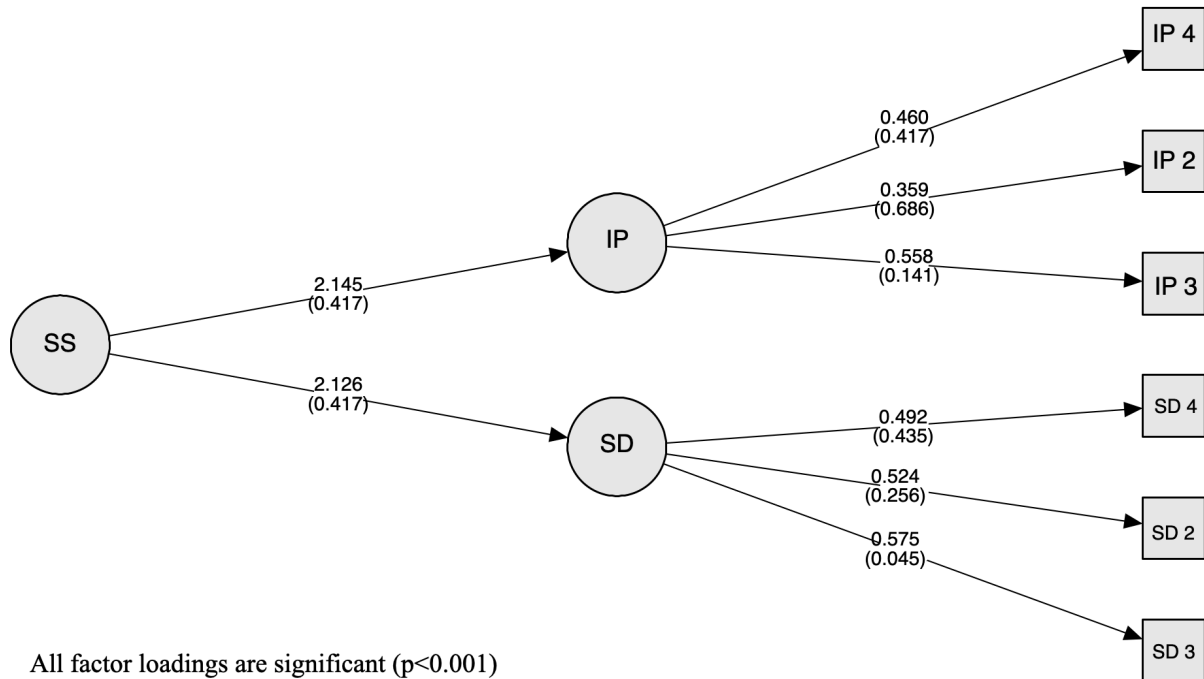 IP 4
0.460
(0.417)
IP 2
0.359
(0.686)
IP
0.558
(0.141)
IP 3
2.145
(0.417)
SS
2.126
(0.417)
SD
0.492
(0.435)
SD 4
0.524
(0.256)
SD 2
0.575
(0.045)
SD 3
All factor loadings are significant (p<0.001)